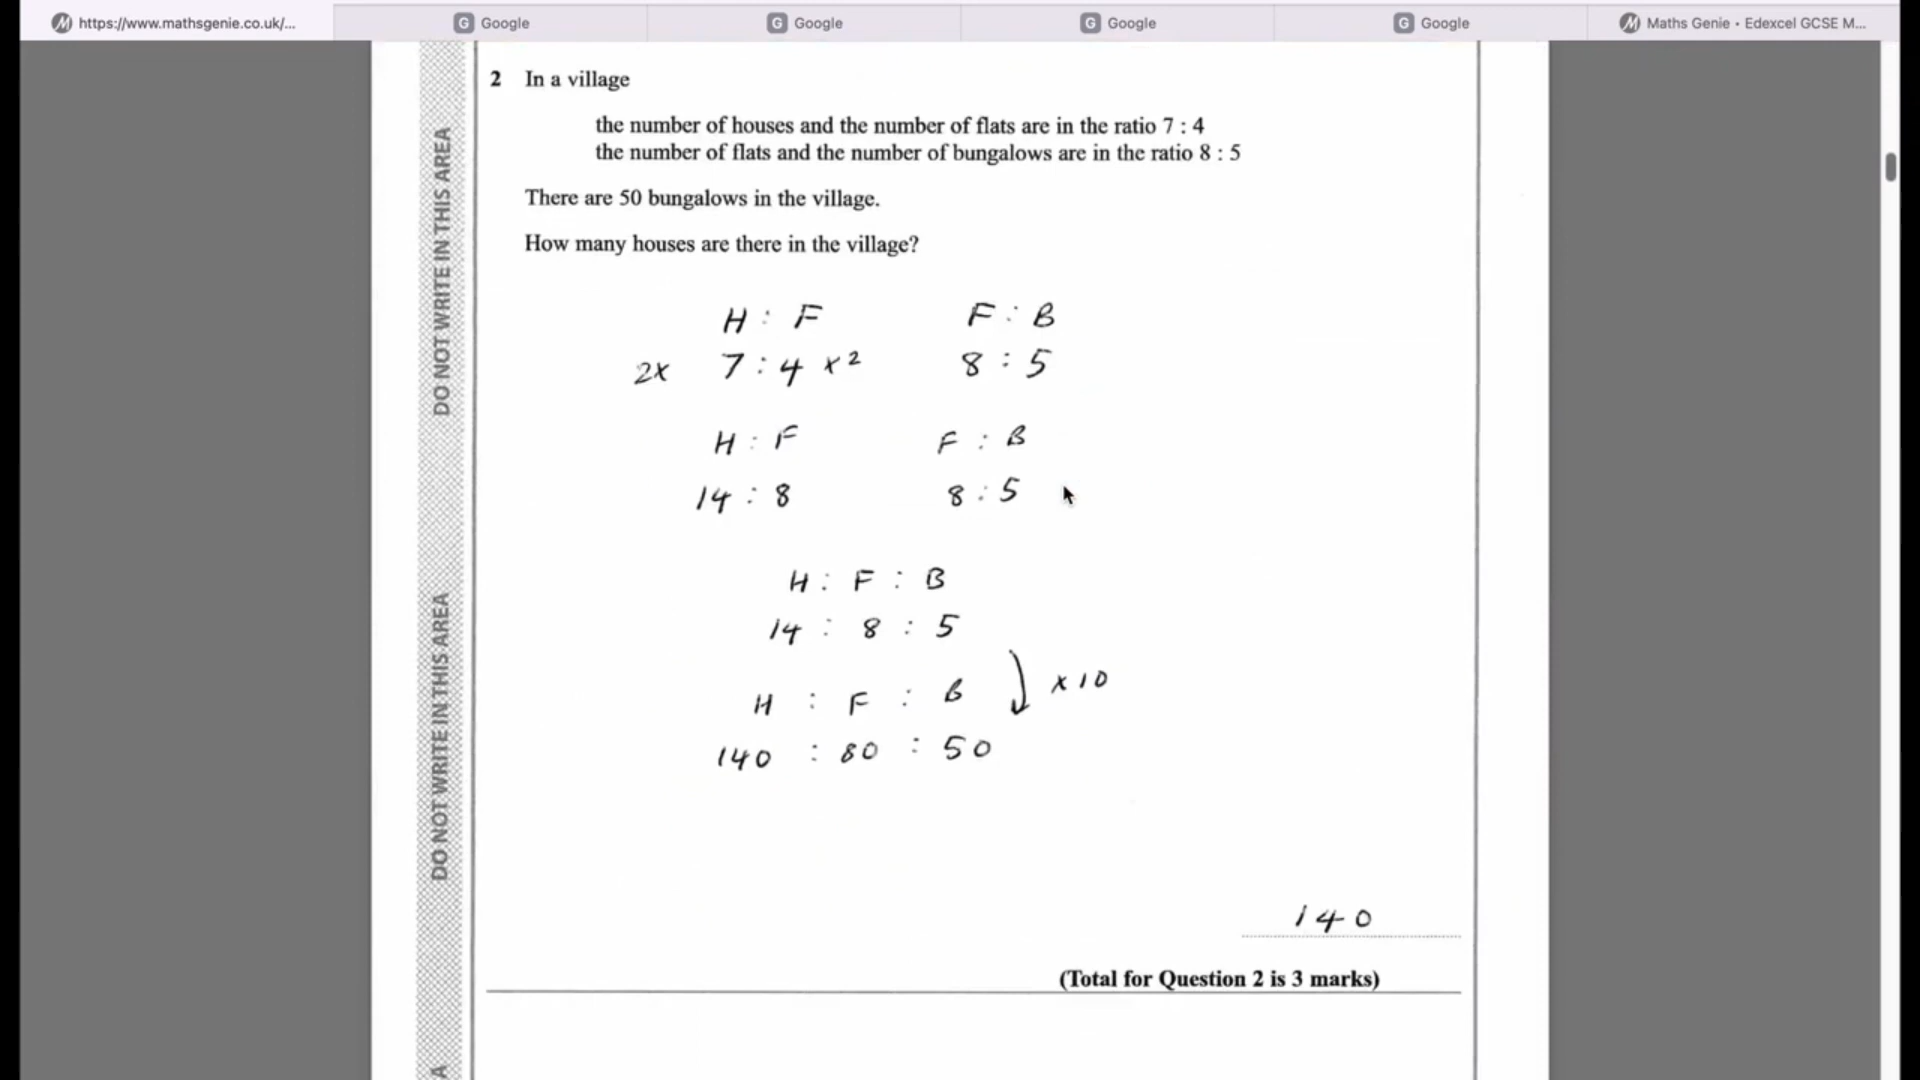 https://www.mathsgenie.co.uk/...
Google
Google
Google
Google
Maths Genie • Edexcel GCSE M...
DO NOT WRITE IN THIS AREA
DO NOT WRITE IN THIS AREA
A
2 In a village
the number of houses and the number of flats are in the ratio 7 : 4
the number of flats and the number of bungalows are in the ratio 8 : 5
There are 50 bungalows in the village.
How many houses are there in the village?
H : F F : B
2x 7 : 4 x2 8 : 5
H : F F : B
14 : 8 8 : 5
H : F : B
14 : 8 : 5
x 10
H : F : B
140 : 80 : 50
140
(Total for Question 2 is 3 marks)